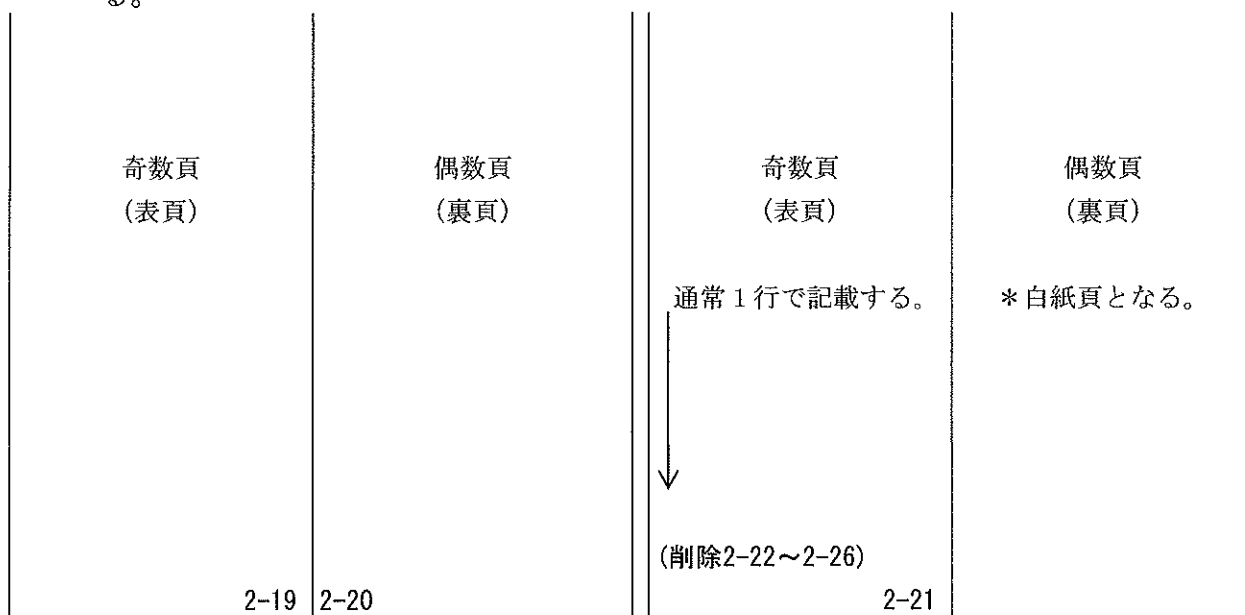 る。
奇数頁
(表頁)
偶数頁
(裏頁)
奇数頁
(表頁)
偶数頁
(裏頁)
通常1行で記載する。
*白紙頁となる。
(削除2-22～2-26)
2-19
2-20
2-21